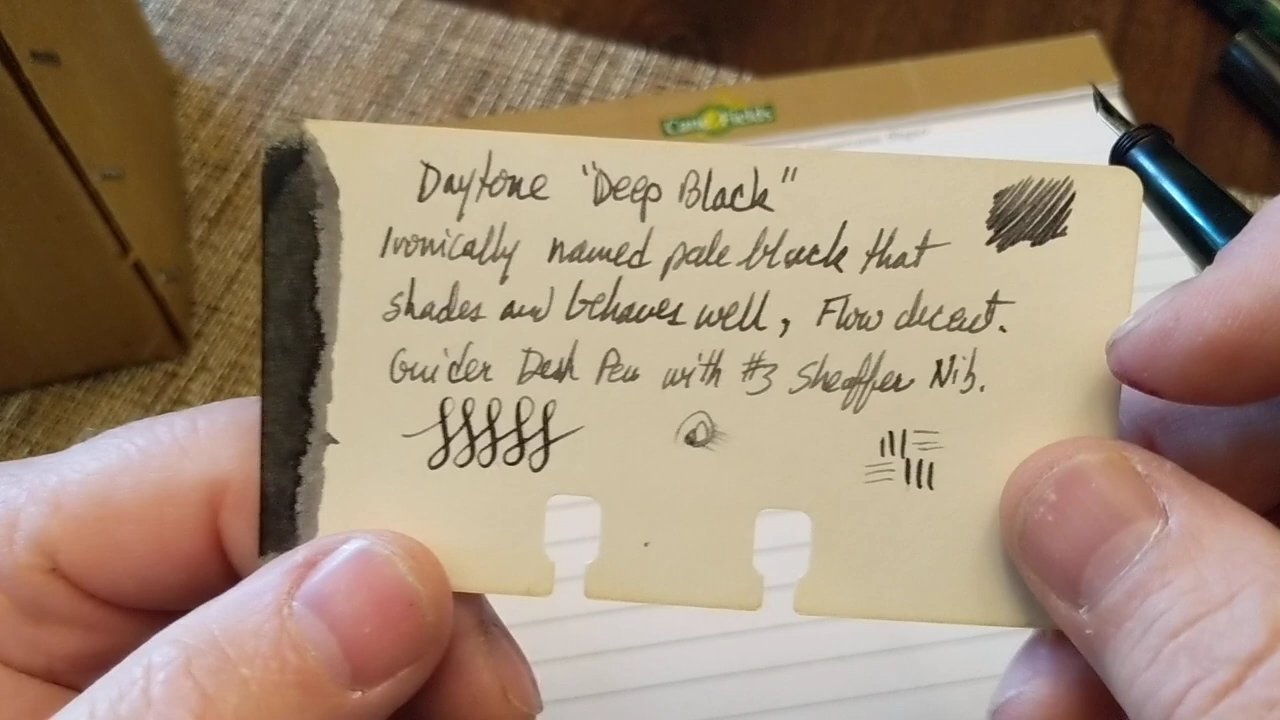 Cane Fields
Daytone "Deep Black"
Ironically named pale black that
shades and behaves well, Flow decent.
Guider Desk Pen with #3 Sheaffer Nib.